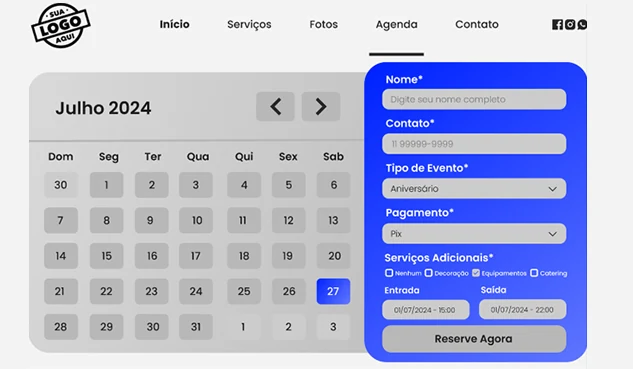 · SUA ·
LOGO
AQUI
Início Serviços Fotos Agenda Contato
Julho 2024
Dom Seg Ter Qua Qui Sex Sab
30 1 2 3 4 5 6
7 8 9 10 11 12 13
14 15 16 17 18 19 20
21 22 23 24 25 26 27
28 29 30 31 1 2 3
Nome*
Digite seu nome completo
Contato*
11 99999-9999
Tipo de Evento*
Aniversário
Pagamento*
Pix
Serviços Adicionais*
Nenhum Decoração Equipamentos Catering
Entrada Saída
01/07/2024 - 15:00 01/07/2024 - 22:00
Reserve Agora